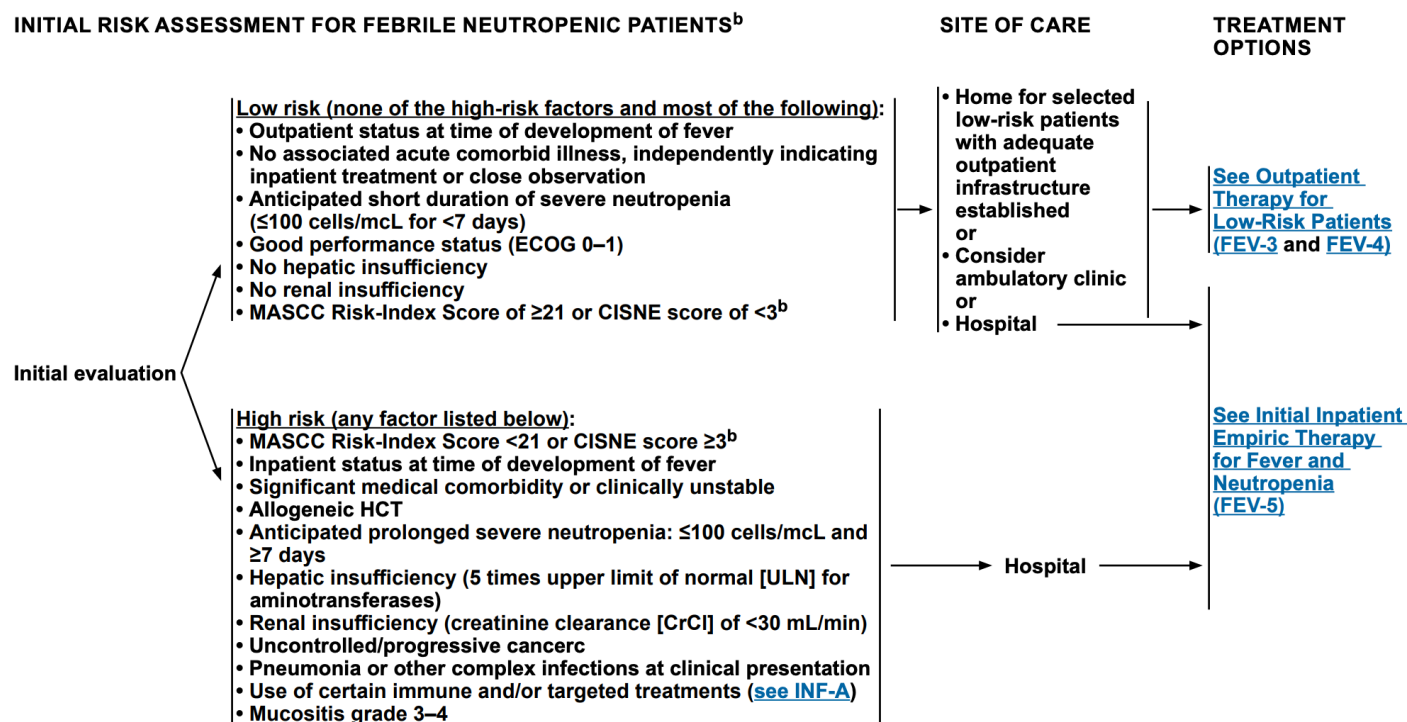 INITIAL RISK ASSESSMENT FOR FEBRILE NEUTROPENIC PATIENTSb
SITE OF CARE
TREATMENT
OPTIONS
Initial evaluation
Low risk (none of the high-risk factors and most of the following):
• Outpatient status at time of development of fever
• No associated acute comorbid illness, independently indicating
inpatient treatment or close observation
• Anticipated short duration of severe neutropenia
(≤100 cells/mcL for <7 days)
• Good performance status (ECOG 0–1)
• No hepatic insufficiency
• No renal insufficiency
• MASCC Risk-Index Score of ≥21 or CISNE score of <3b
• Home for selected
low-risk patients
with adequate
outpatient
infrastructure
established
or
• Consider
ambulatory clinic
or
• Hospital
See Outpatient
Therapy for
Low-Risk Patients
(FEV-3 and FEV-4)
High risk (any factor listed below):
• MASCC Risk-Index Score <21 or CISNE score ≥3b
• Inpatient status at time of development of fever
• Significant medical comorbidity or clinically unstable
• Allogeneic HCT
• Anticipated prolonged severe neutropenia: ≤100 cells/mcL and
≥7 days
• Hepatic insufficiency (5 times upper limit of normal [ULN] for
aminotransferases)
• Renal insufficiency (creatinine clearance [CrCl] of <30 mL/min)
• Uncontrolled/progressive cancerc
• Pneumonia or other complex infections at clinical presentation
• Use of certain immune and/or targeted treatments (see INF-A)
• Mucositis grade 3–4
Hospital
See Initial Inpatient
Empiric Therapy
for Fever and
Neutropenia
(FEV-5)